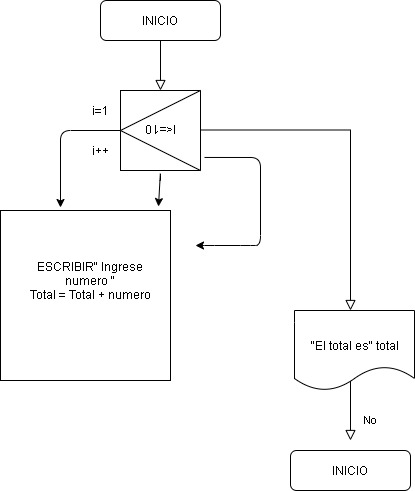 INICIO
i=1
I<=10
i++
ESCRIBIR" Ingrese
numero "
Total = Total + numero
"El total es" total
No
INICIO